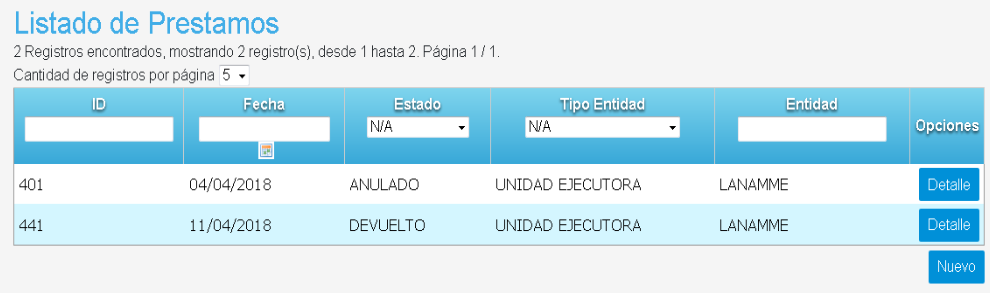 Listado de Prestamos
2 Registros encontrados, mostrando 2 registro(s), desde 1 hasta 2. Página 1 / 1.
Cantidad de registros por página 5
ID Fecha Estado Tipo Entidad Entidad Opciones
N/A N/A
401 04/04/2018 ANULADO UNIDAD EJECUTORA LANAMME Detalle
441 11/04/2018 DEVUELTO UNIDAD EJECUTORA LANAMME Detalle
Nuevo